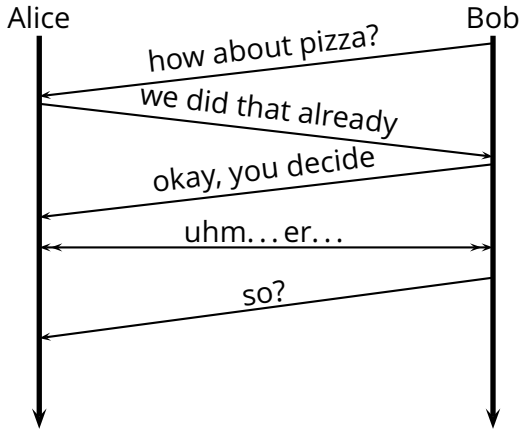 Alice
Bob
how about pizza?
we did that already
okay, you decide
uhm...er...
so?